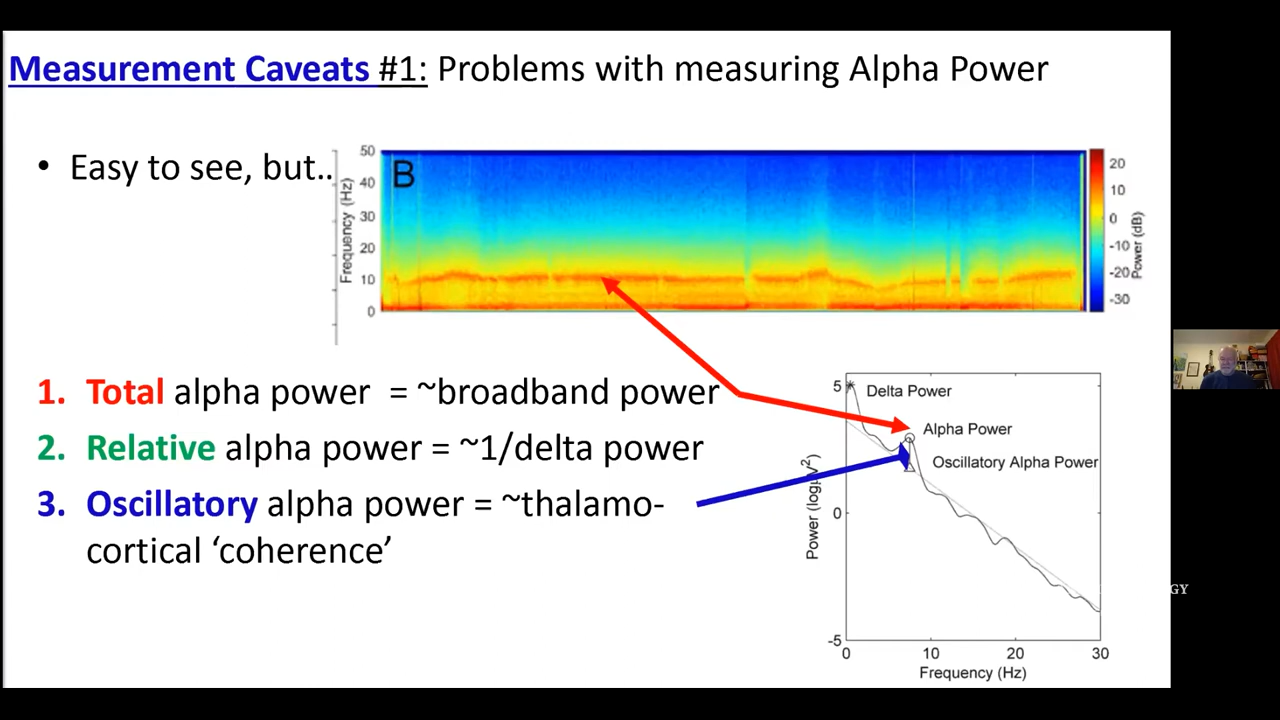 Measurement Caveats #1: Problems with measuring Alpha Power
• Easy to see, but..
B
50
40
30
20
10
0
Frequency (Hz)
20
10
0
-10
-20
-30
Power (dB)
1. Total alpha power = ~broadband power
2. Relative alpha power = ~1/delta power
3. Oscillatory alpha power = ~thalamo-
cortical ‘coherence’
5
0
-5
Delta Power
Alpha Power
Oscillatory Alpha Power
0 10 20 30
Frequency (Hz)
GY